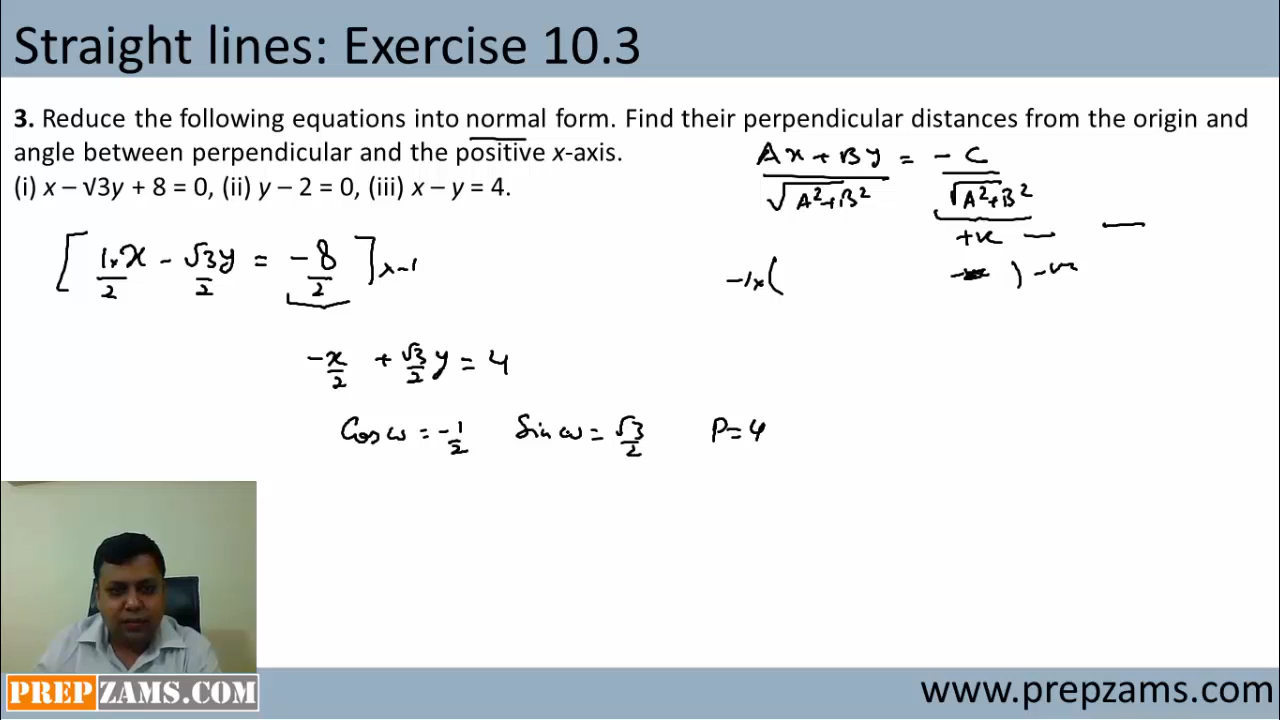 Straight lines: Exercise 10.3
3. Reduce the following equations into normal form. Find their perpendicular distances from the origin and
angle between perpendicular and the positive x-axis.
(i) x – √3y + 8 = 0, (ii) y – 2 = 0, (iii) x – y = 4.
Ax + By / √A²+B² = -C / √A²+B²
+ve
-1x( ) -ve
[ 1x/2 x - √3y/2 = -8/2 ] x-1
-x/2 + √3/2 y = 4
Cos ω = -1/2 Sin ω = √3/2 P=4
PREPZAMS.COM
www.prepzams.com